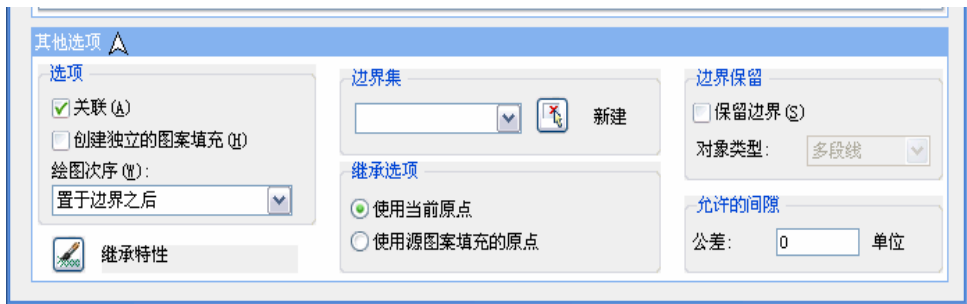 其他选项
选项
关联(A)
创建独立的图案填充(H)
绘图次序(W):
置于边界之后
继承特性
边界集
新建
继承选项
使用当前原点
使用源图案填充的原点
边界保留
保留边界(S)
对象类型: 多段线
允许的间隙
公差: 0 单位